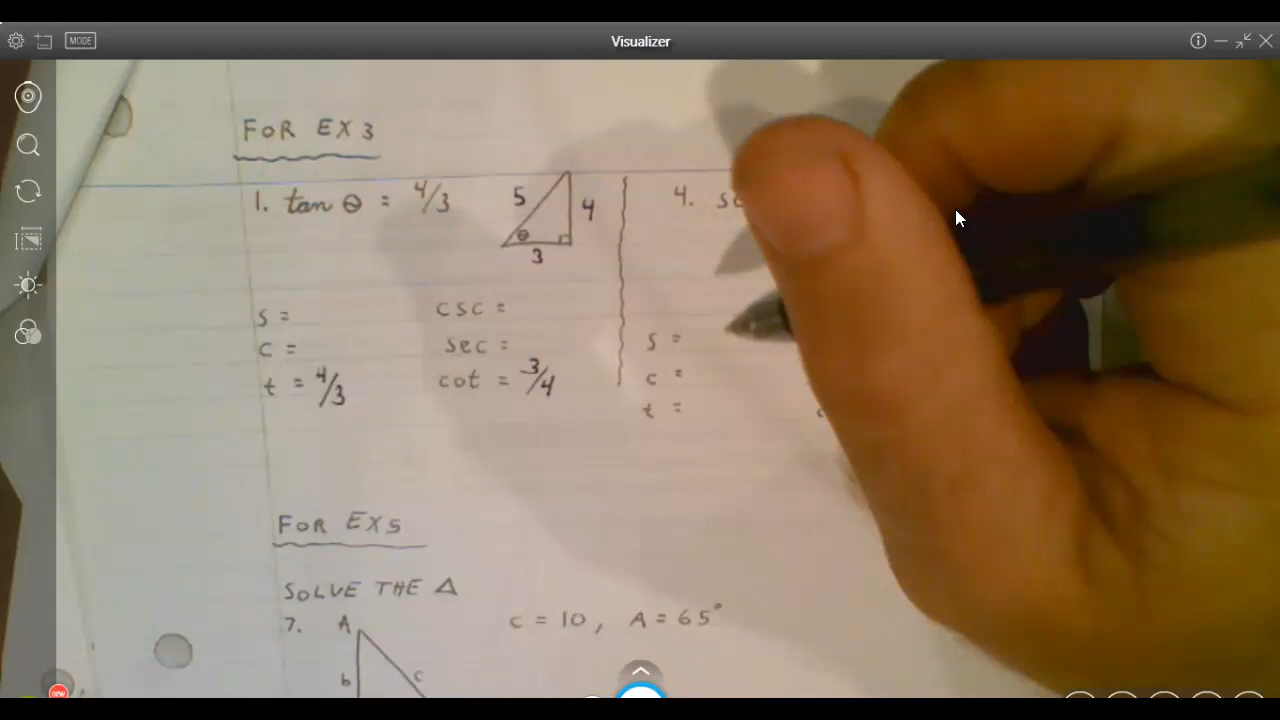 MODE
Visualizer
FOR EX 3
1. tan θ = 4/3
5
4
θ
3
s =
c =
t = 4/3
csc =
sec =
cot = 3/4
4.
s =
c =
t =
FOR EX 5
SOLVE THE Δ
7.
A
b
c
c = 10, A = 65°
new